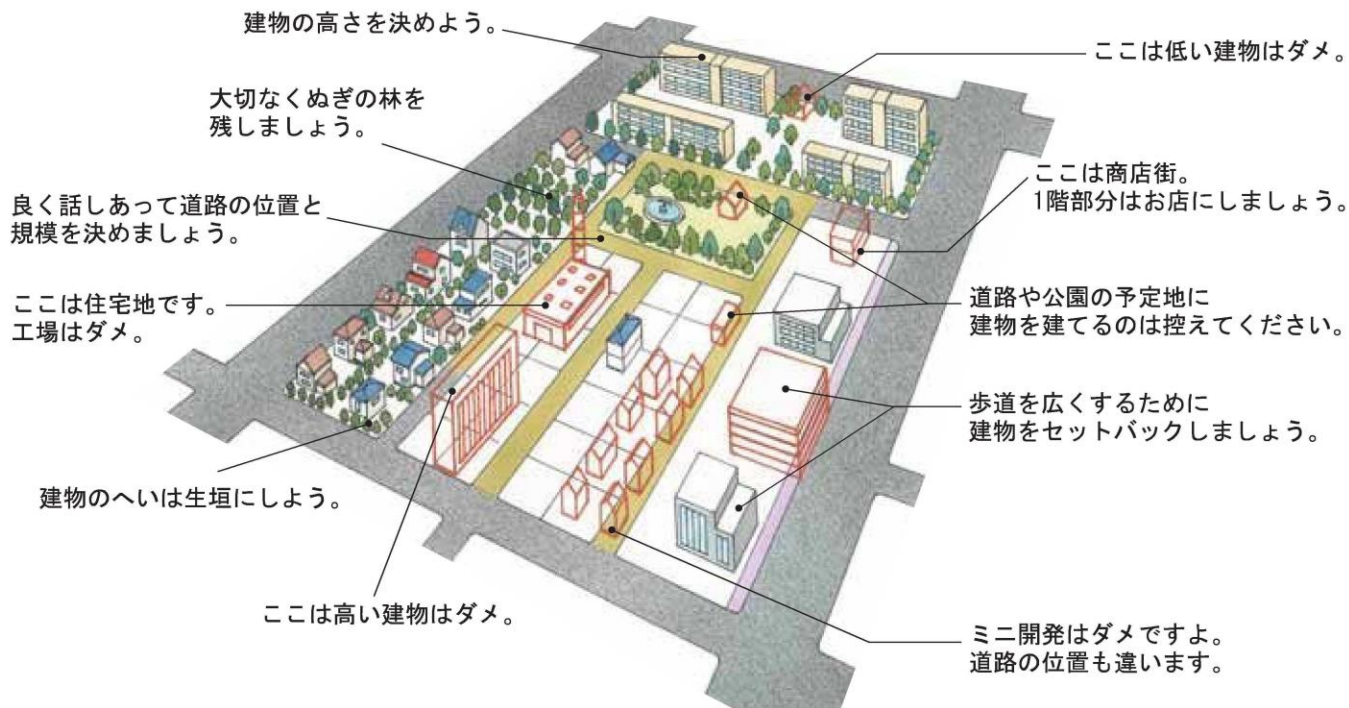 建物の高さを決めよう。
ここは低い建物はダメ。
大切なくぬぎの林を
残しましょう。
ここは商店街。
1階部分はお店にしましょう。
良く話しあって道路の位置と
規模を決めましょう。
ここは住宅地です。
工場はダメ。
道路や公園の予定地に
建物を建てるのは控えてください。
歩道を広くするために
建物をセットバックしましょう。
建物のへいは生垣にしよう。
ここは高い建物はダメ。
ミニ開発はダメですよ。
道路の位置も違います。